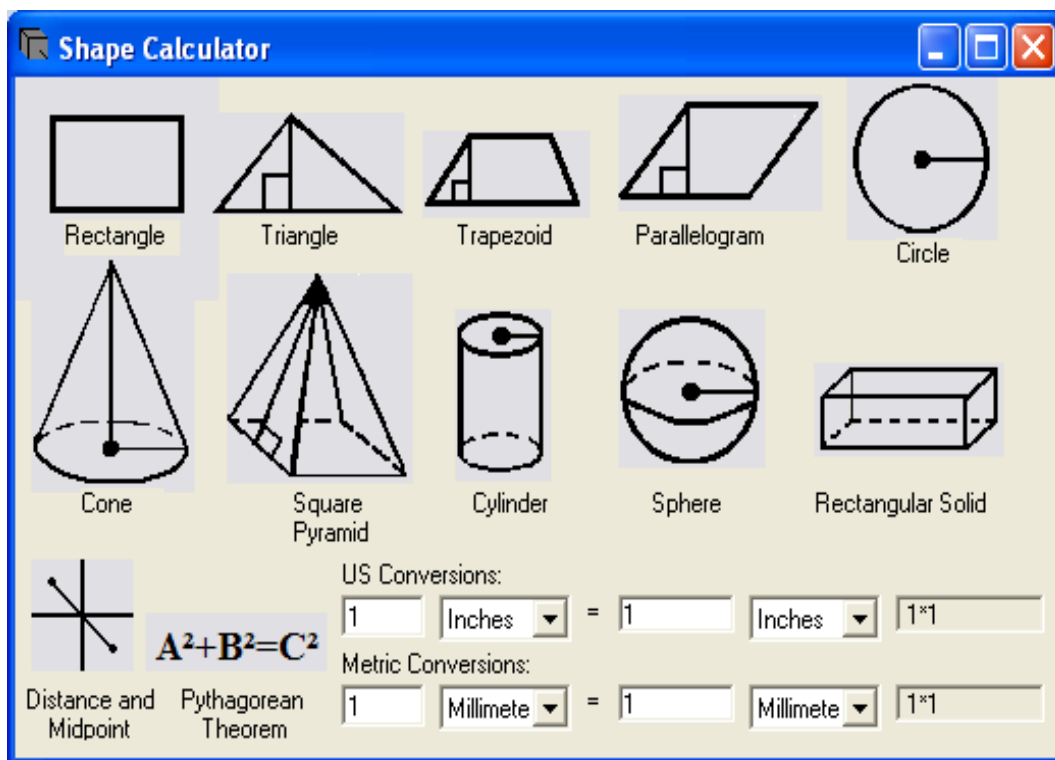 Shape Calculator
Rectangle
Triangle
Trapezoid
Parallelogram
Circle
Cone
Square
Pyramid
Cylinder
Sphere
Rectangular Solid
Distance and
Midpoint
A²+B²=C²
Pythagorean
Theorem
US Conversions:
1 Inches = 1 Inches 1*1
Metric Conversions:
1 Millimete = 1 Millimete 1*1